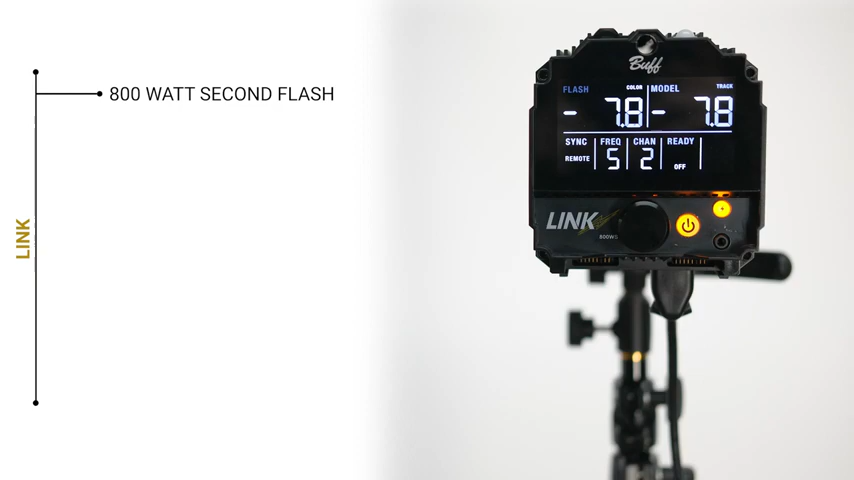 800 WATT SECOND FLASH
LINK
Buff
FLASH COLOR MODEL TRACK
- 7.8 - 7.8
SYNC FREQ CHAN READY
REMOTE 5 2 OFF
LINK
800WS